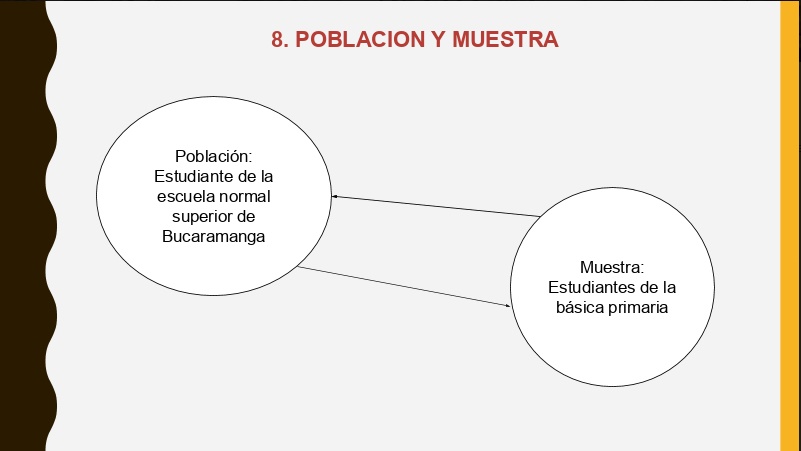 8. POBLACION Y MUESTRA
Población:
Estudiante de la
escuela normal
superior de
Bucaramanga
Muestra:
Estudiantes de la
básica primaria